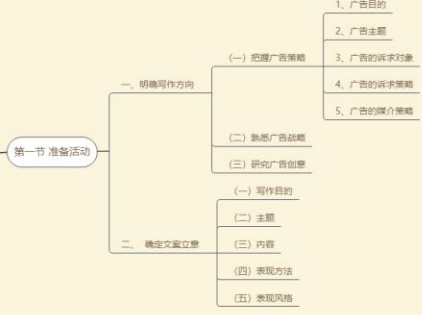 第一节 准备活动
一、明确写作方向
（一）把握广告策略
1、广告目的
2、广告主题
3、广告的诉求对象
4、广告的诉求策略
5、广告的媒介策略
（二）熟悉广告战略
（三）研究广告创意
二、 确定文案立意
（一）写作目的
（二）主题
（三）内容
（四）表现方法
（五）表现风格